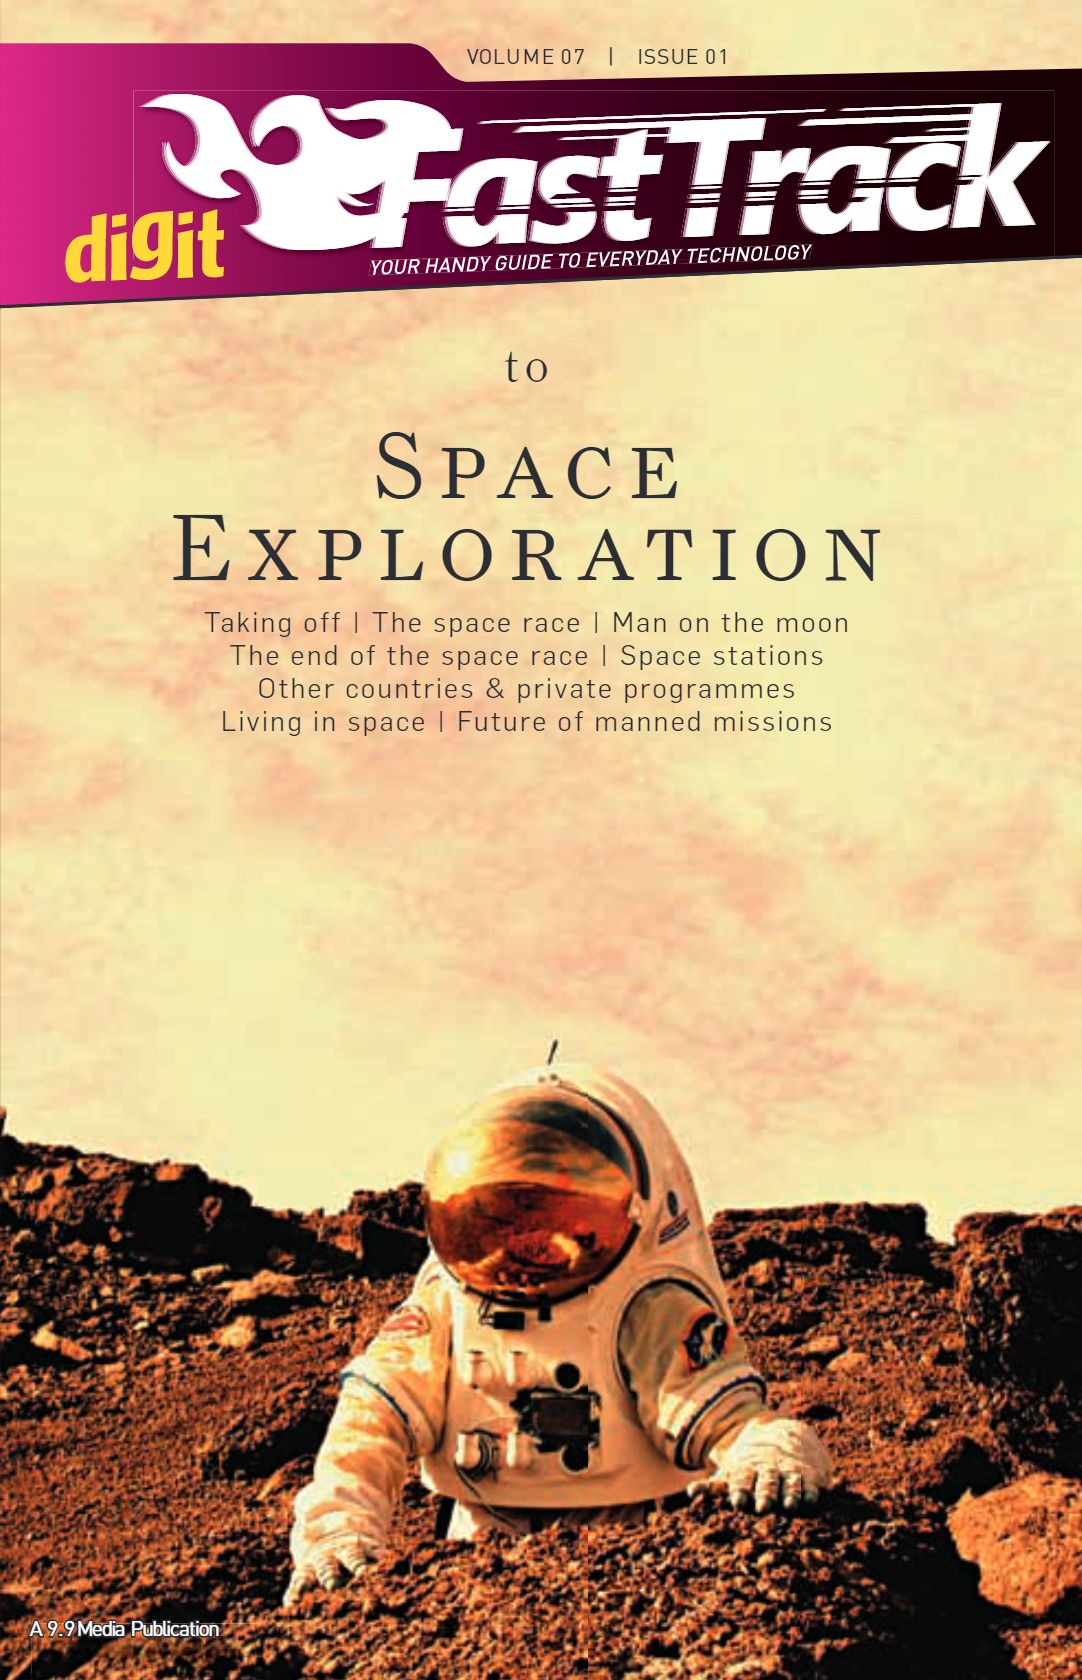 VOLUME 07 | ISSUE 01
digit
Fast Track
YOUR HANDY GUIDE TO EVERYDAY TECHNOLOGY
to
SPACE
EXPLORATION
Taking off | The space race | Man on the moon
The end of the space race | Space stations
Other countries & private programmes
Living in space | Future of manned missions
A 9.9 Media Publication